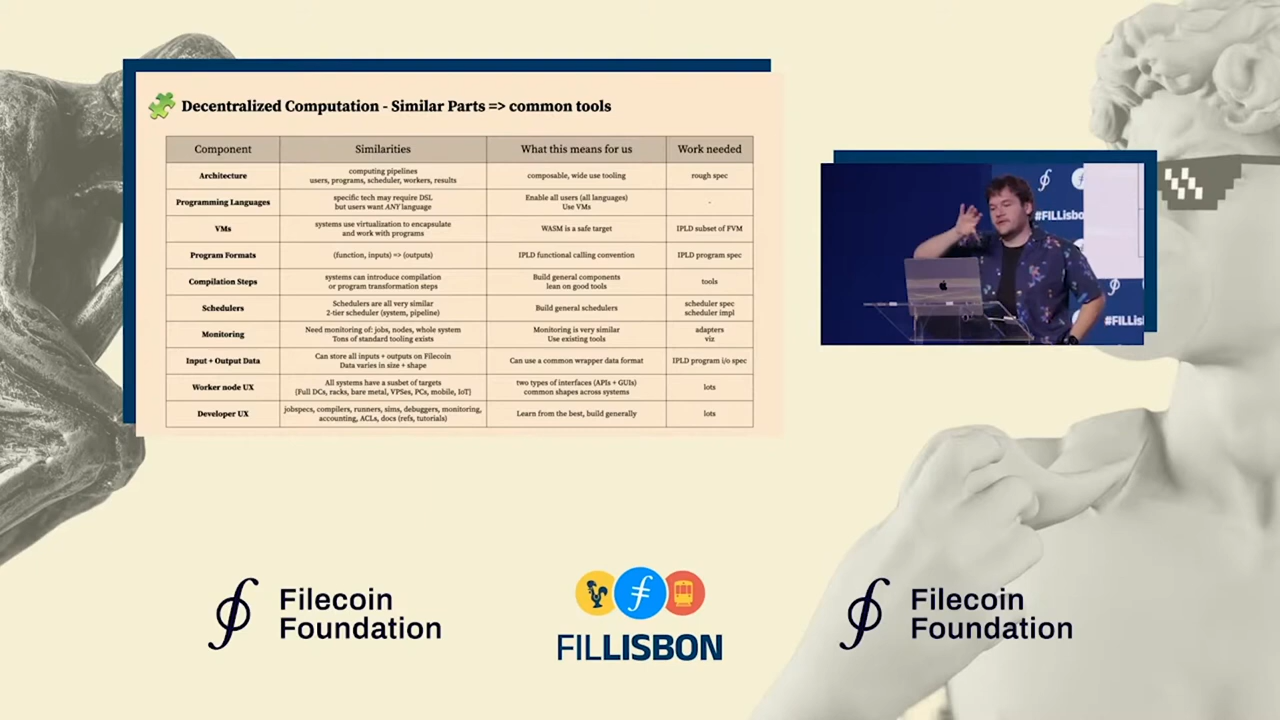 Decentralized Computation - Similar Parts => common tools
Component Similarities What this means for us Work needed
Architecture
computing pipelines
users, programs, scheduler, workers, results
composable, wide use tooling
rough spec
Programming Languages
specific tech may require DSL
but users want ANY language
Enable all users (all languages)
Use VMs
-
VMs
systems use virtualization to encapsulate
and work with programs
WASM is a safe target
IPLD subset of FVM
Program Formats
(function, inputs) => (outputs)
IPLD functional calling convention
IPLD program spec
Compilation Steps
systems can introduce compilation
or program transformation steps
Build general components
lean on good tools
tools
Schedulers
Schedulers are all very similar
2-tier scheduler (system, pipeline)
Build general schedulers
scheduler spec
scheduler impl
Monitoring
Need monitoring of: jobs, nodes, whole system
Tons of standard tooling exists
Monitoring is very similar
Use existing tools
adapters
viz
Input + Output Data
Can store all inputs + outputs on Filecoin
Data varies in size + shape
Can use a common wrapper data format
IPLD program i/o spec
Worker node UX
All systems have a susbet of targets
(Full DCs, racks, bare metal, VPSes, PCs, mobile, IoT)
two types of interfaces (APIs + GUIs)
common shapes across systems
lots
Developer UX
jobspecs, compilers, runners, sims, debuggers, monitoring,
accounting, ACLs, docs (refs, tutorials)
Learn from the best, build generally
lots
#FILLisbo
#FILLis
Filecoin
Foundation
FILLISBON
Filecoin
Foundation